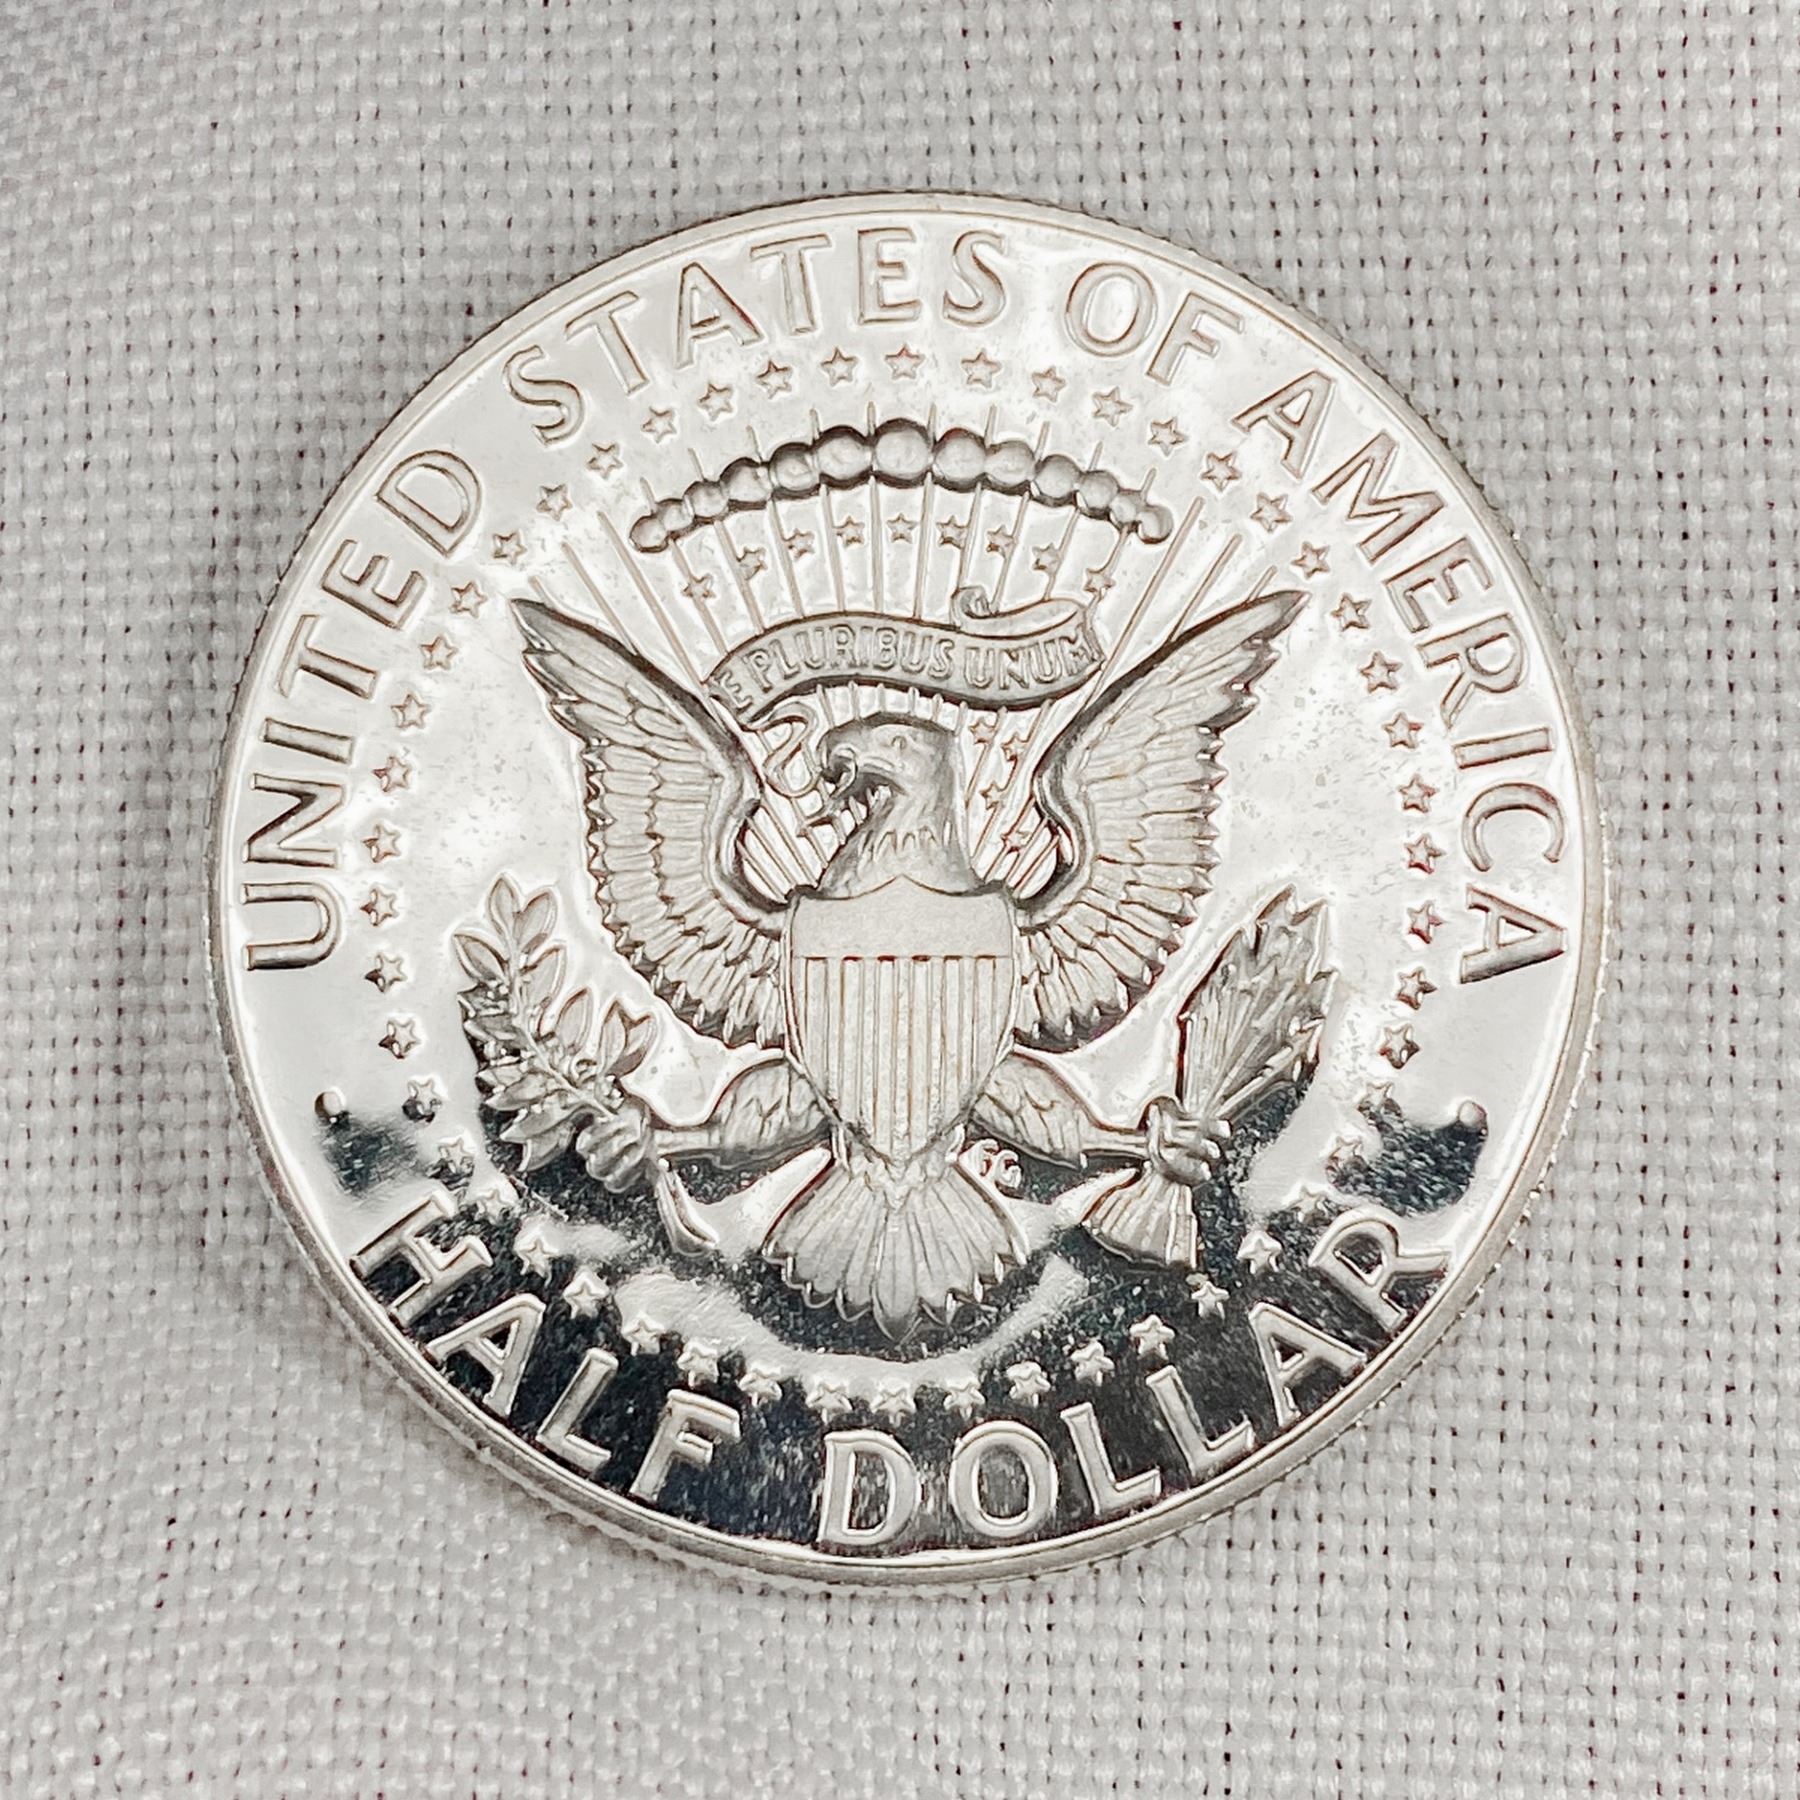 UNITED STATES OF AMERICA
E PLURIBUS UNUM
FG
HALF DOLLAR